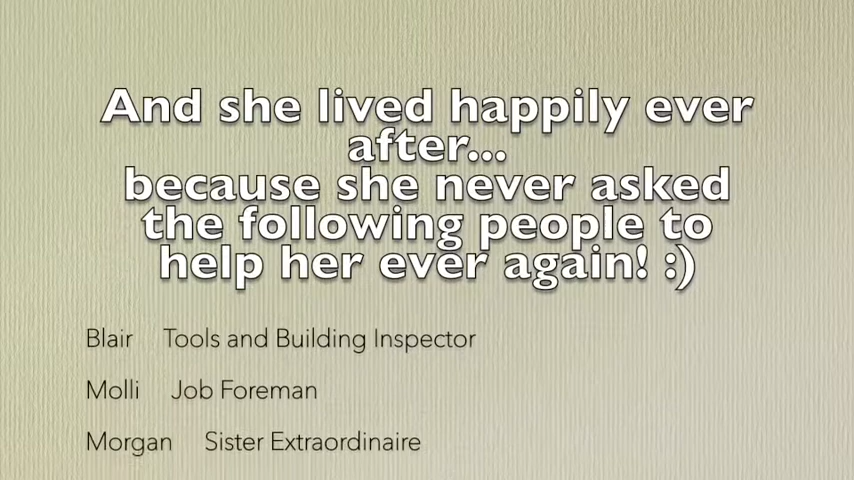 And she lived happily ever
after...
because she never asked
the following people to
help her ever again! :)
Blair Tools and Building Inspector
Molli Job Foreman
Morgan Sister Extraordinaire